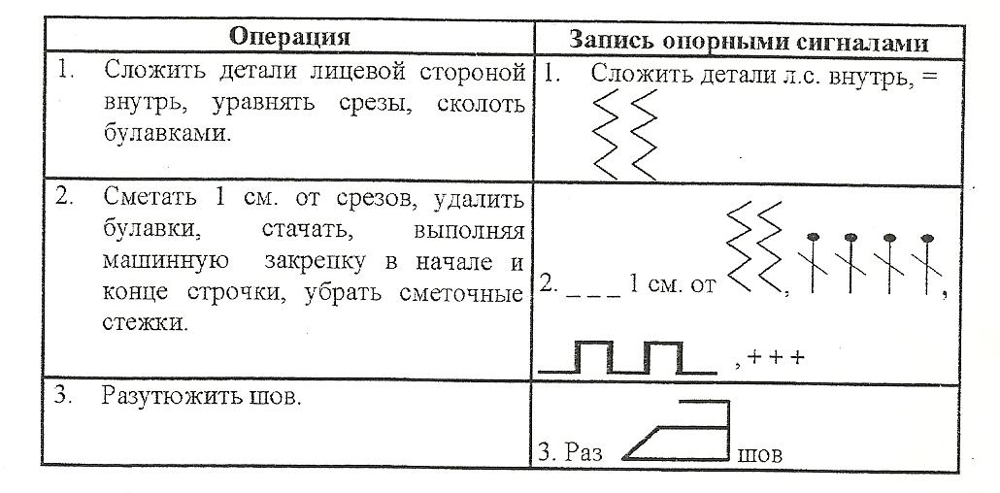 Операция
Запись опорными сигналами
1. Сложить детали лицевой стороной
внутрь, уравнять срезы, сколоть
булавками.
1. Сложить детали л.с. внутрь, =
2. Сметать 1 см. от срезов, удалить
булавки, стачать, выполняя
машинную закрепку в начале и
конце строчки, убрать сметочные
стежки.
2. _ _ _ 1 см. от , ,
, + + +
3. Разутюжить шов.
3. Раз шов